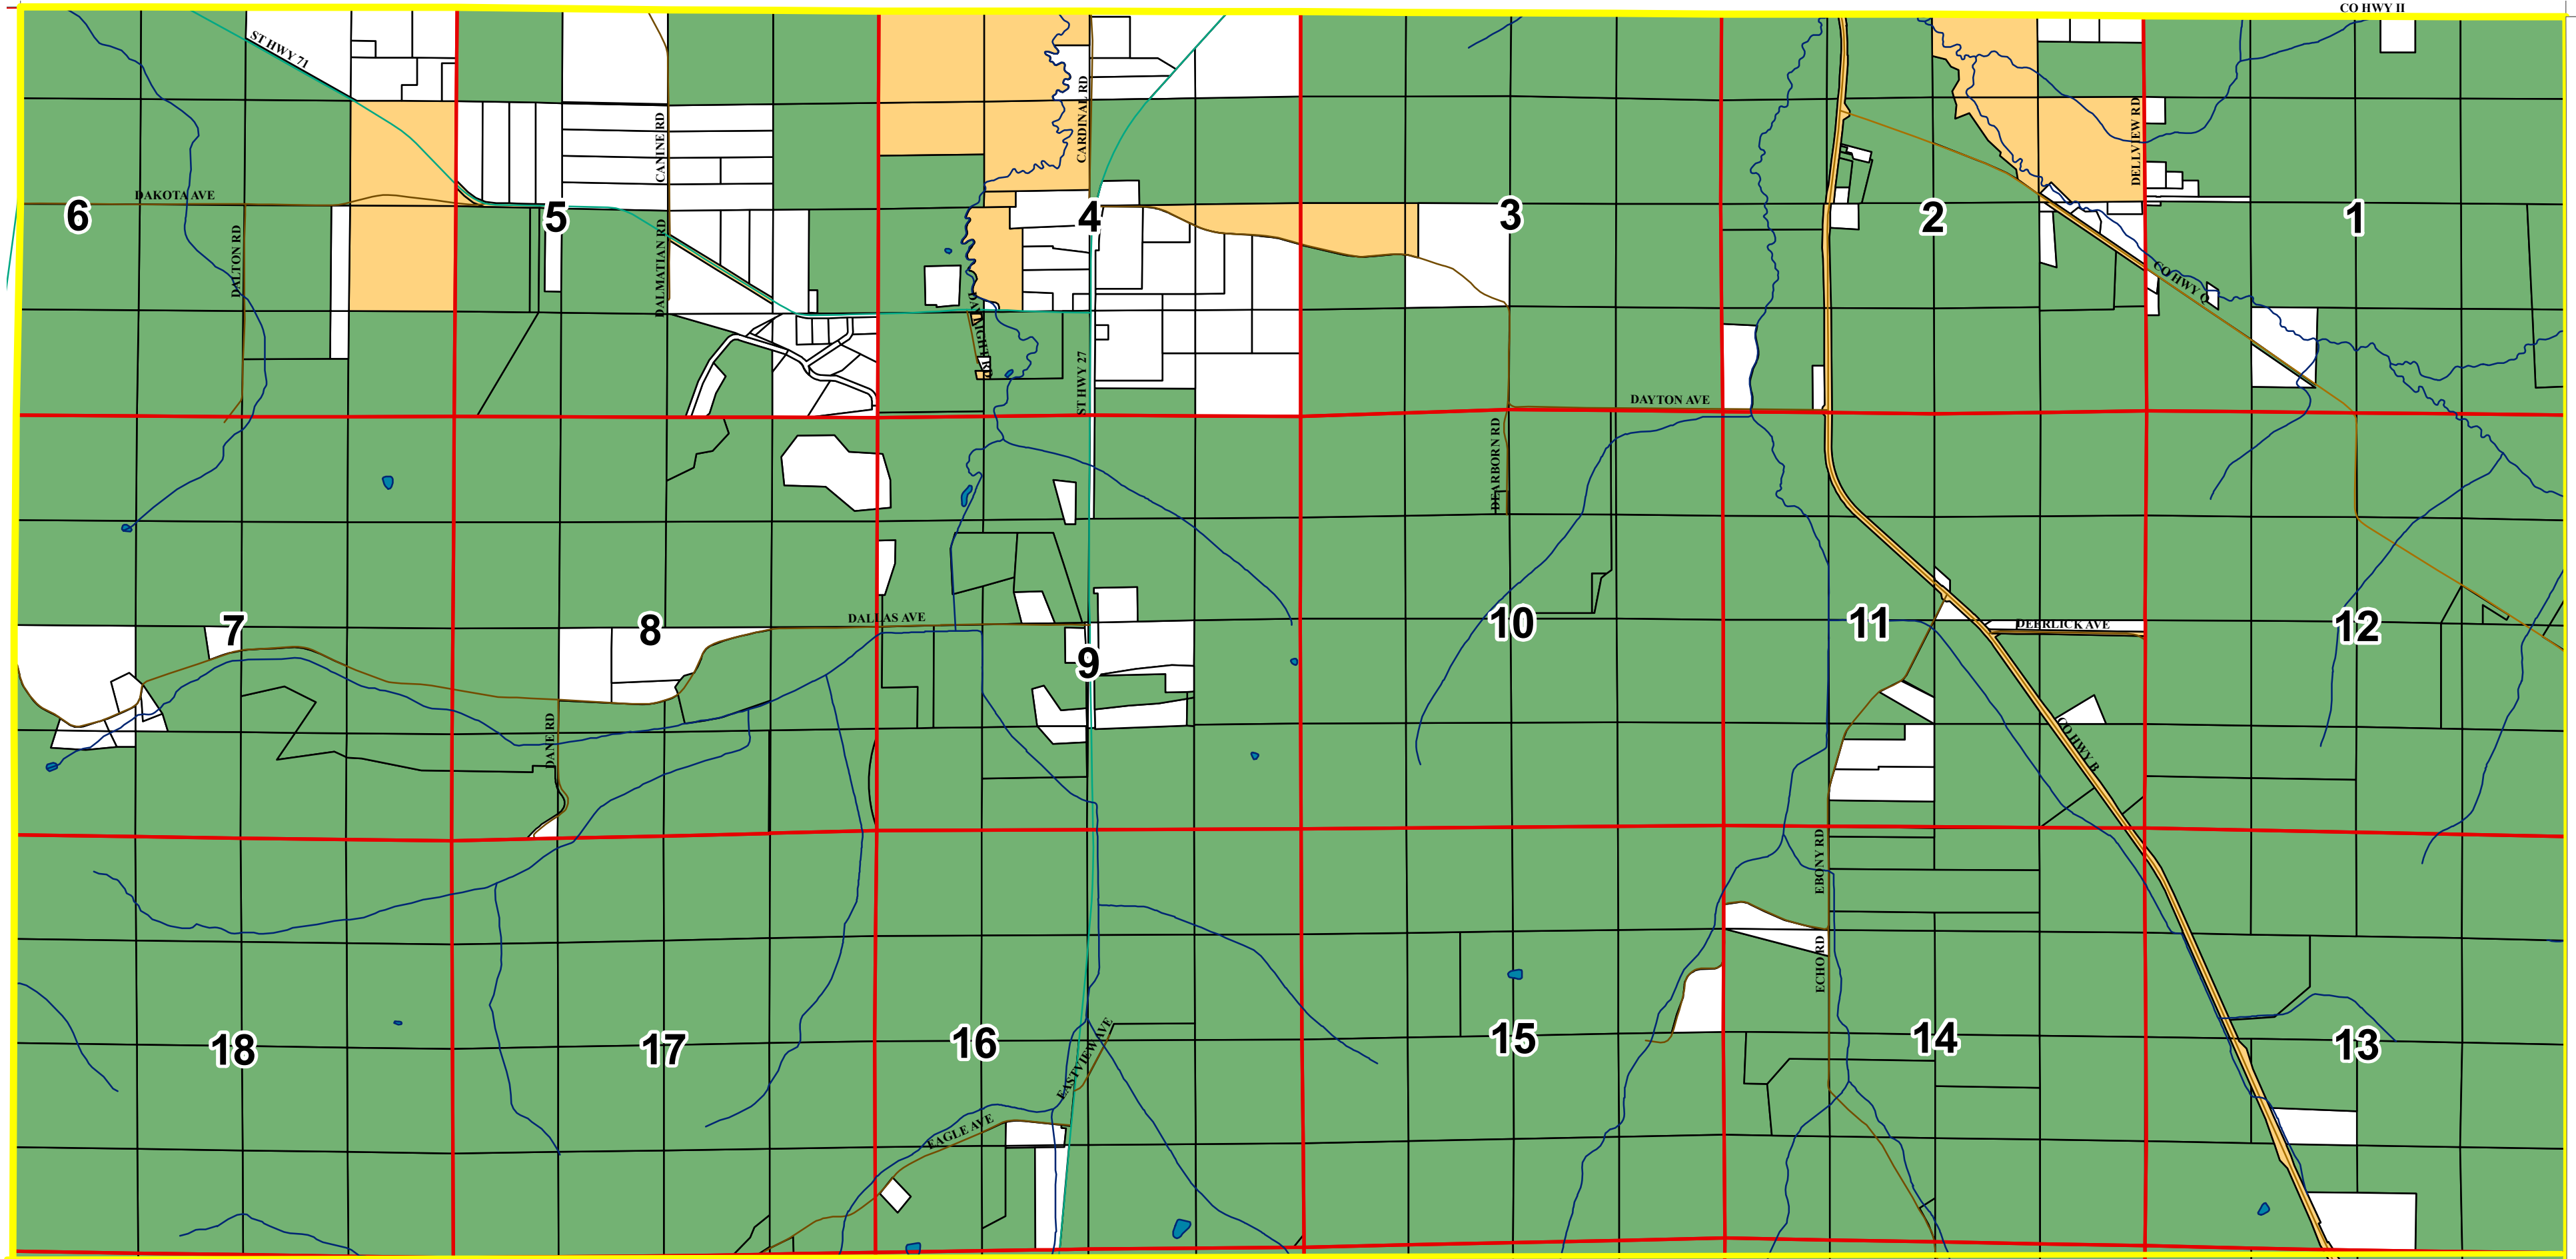 CO HWY II
ST HWY 71
CARDINAL RD
CANINE RD
DELLVIEW RD
DAKOTA AVE
6
5
4
3
2
1
DALTON RD
DALMATIAN RD
CO HWY Q
ST HWY 27
DAYTON AVE
DEARBORN RD
DALLAS AVE
7
8
9
10
11
DEERLICK AVE
12
DANE RD
CO HWY B
EBONY RD
ECHO RD
18
17
16
15
14
13
EASTVIEW AVE
EAGLE AVE